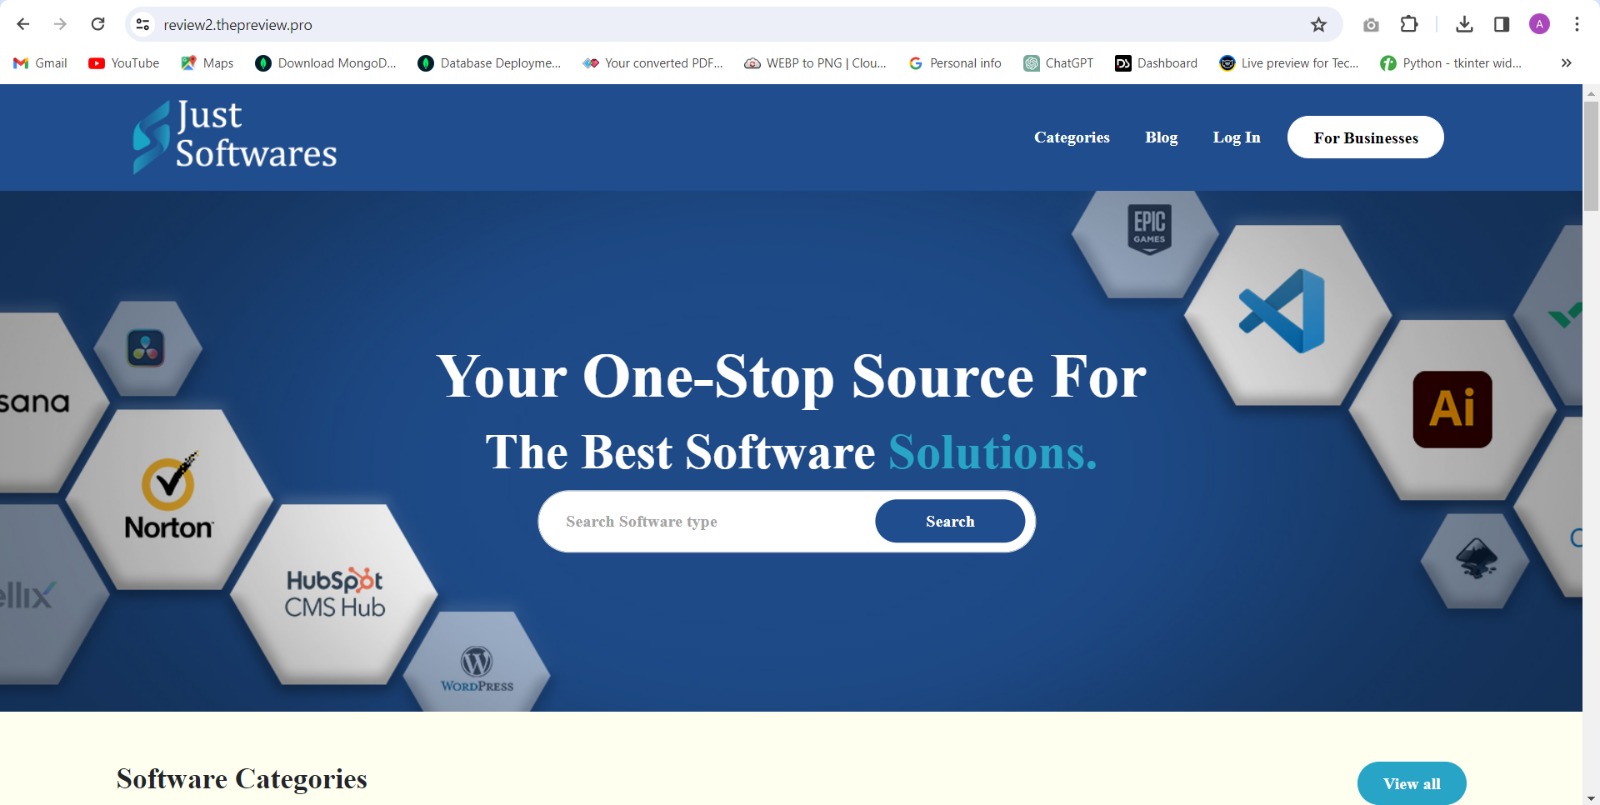 review2.thepreview.pro
A
Gmail YouTube Maps Download MongoD... Database Deployme... Your converted PDF... WEBP to PNG | Clou... Personal info ChatGPT Dashboard Live preview for Tec... Python - tkinter wid...
Just
Softwares
Categories Blog Log In For Businesses
EPIC
GAMES
Your One-Stop Source For
sana
Ai
The Best Software Solutions.
Search Software type Search
Norton
HubSpot
CMS Hub
ellix
WORDPRESS
Software Categories
View all